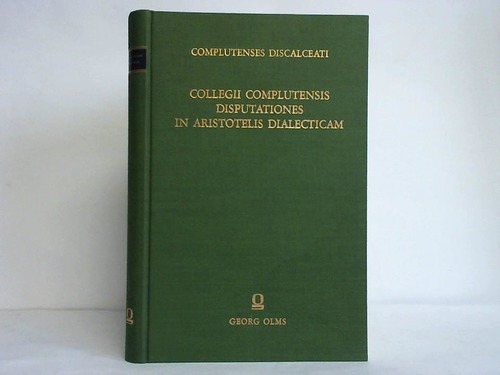 COMPLUTENSES DISCALCEATI
COLLEGII COMPLUTENSIS
DISPUTATIONES
IN ARISTOTELIS DIALECTICAM
GEORG OLMS